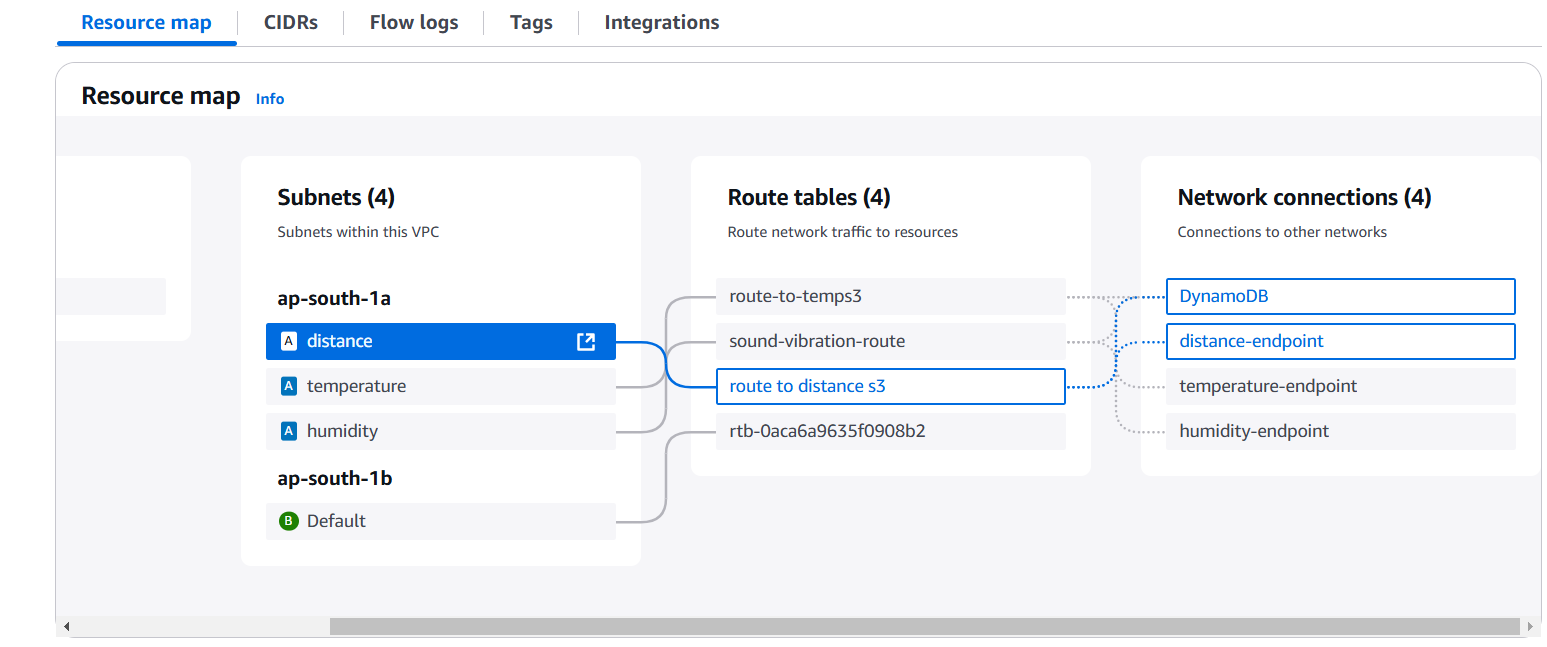 Resource map
CIDRs
Flow logs
Tags
Integrations
Resource map Info
Subnets (4)
Subnets within this VPC
ap-south-1a
A distance
A temperature
A humidity
ap-south-1b
B Default
Route tables (4)
Route network traffic to resources
route-to-temps3
sound-vibration-route
route to distance s3
rtb-0aca6a9635f0908b2
Network connections (4)
Connections to other networks
DynamoDB
distance-endpoint
temperature-endpoint
humidity-endpoint